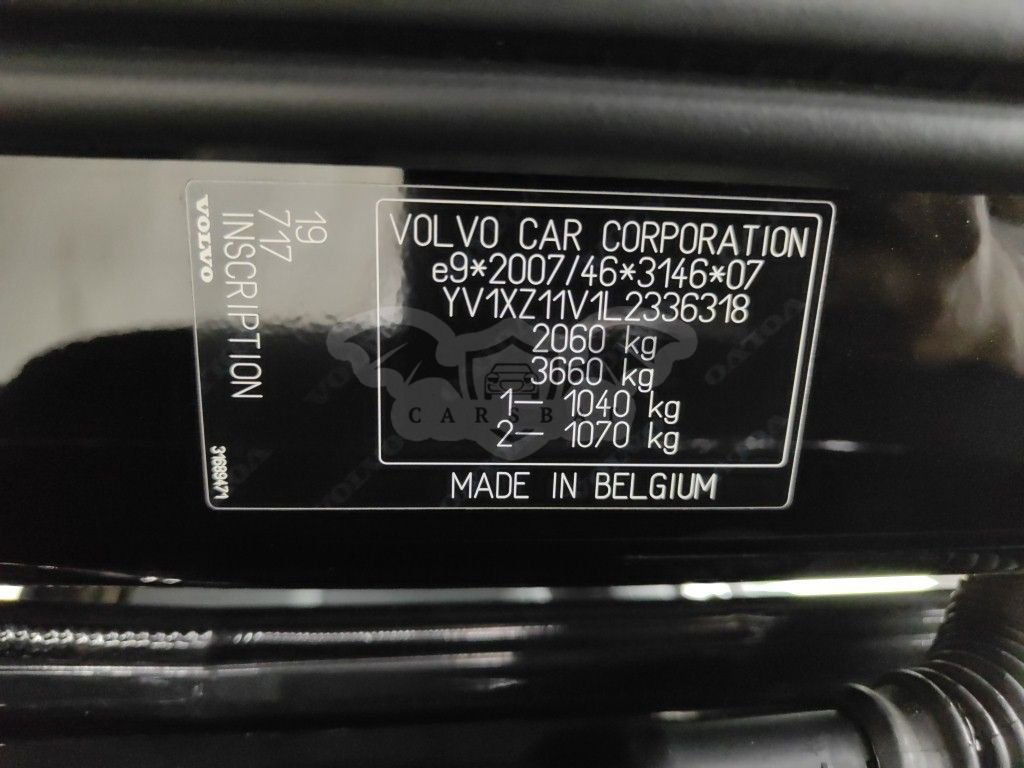 VOLVO
19
717
INSCRIPTION
31689471
VOLVO CAR CORPORATION
e9*2007/46*3146*07
YV1XZ11V1L2336318
2060 kg
3660 kg
1– 1040 kg
2– 1070 kg
MADE IN BELGIUM